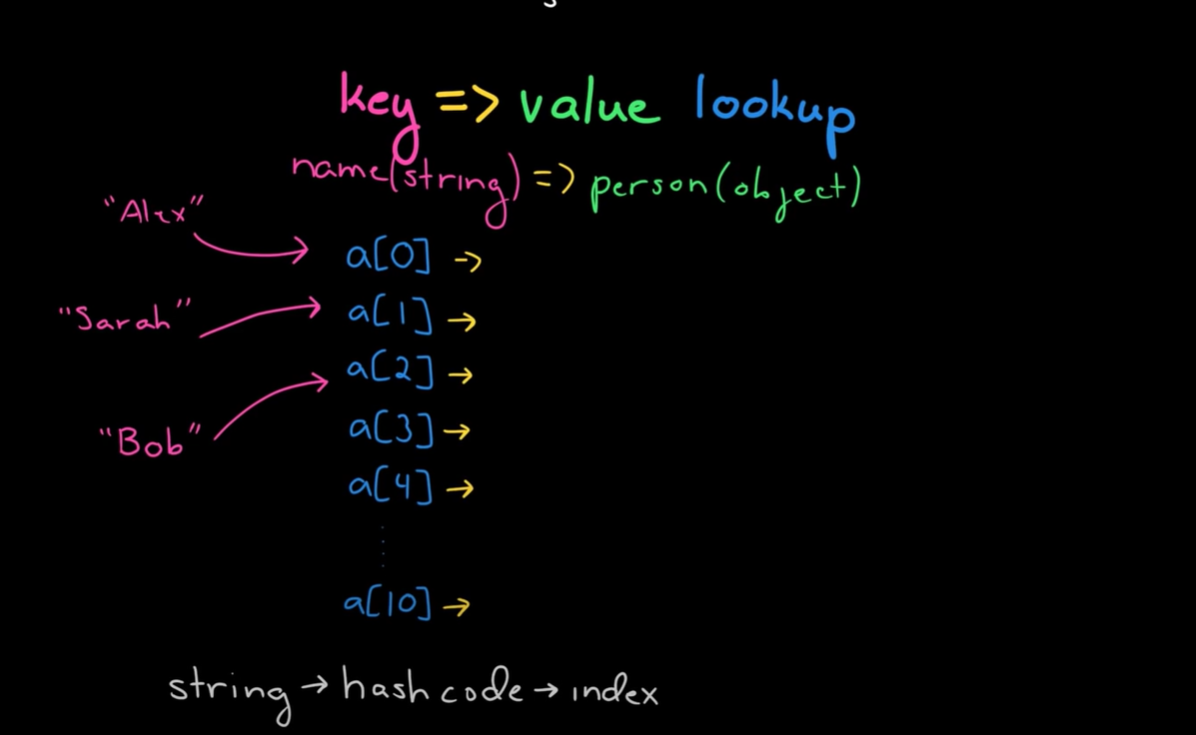 key => value lookup
name(string) => person(object)
"Alex"
a[0] →
"Sarah"
a[1] →
a[2] →
"Bob"
a[3] →
a[4] →
a[10] →
string → hash code → index